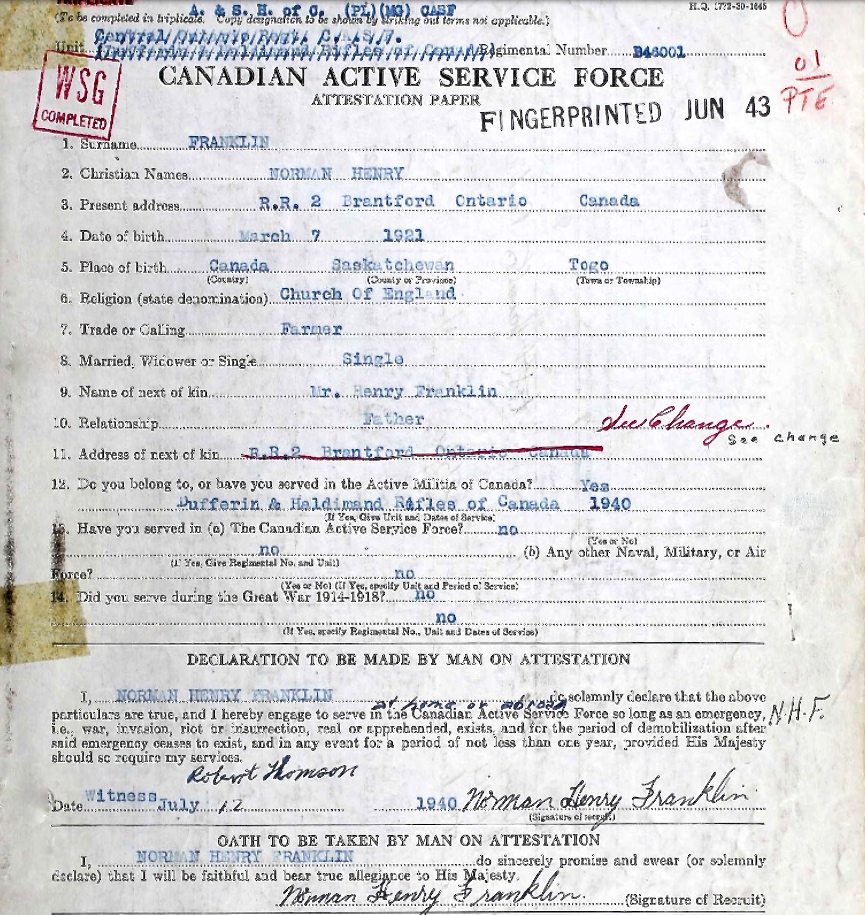 TRIPLICATE
A. & S. H. of C. (PL)(MG) CASF
H.Q. 1772-39-1645
(To be completed in triplicate. Copy designation to be shown by striking out terms not applicable.)
Unit Central Ontario Regt. C.A.S.F.
Dufferin & Haldimand Rifles of Canada Regimental Number B46001
WSG
COMPLETED
01
PTE
CANADIAN ACTIVE SERVICE FORCE
ATTESTATION PAPER
FINGERPRINTED JUN 43
1. Surname FRANKLIN
2. Christian Names NORMAN HENRY
3. Present address R.R. 2 Brantford Ontario Canada
4. Date of birth March 7 1921
5. Place of birth Canada Saskatchewan Togo
(Country) (County or Province) (Town or Township)
6. Religion (state denomination) Church Of England
7. Trade or Calling Farmer
8. Married, Widower or Single Single
9. Name of next of kin Mr. Henry Franklin
10. Relationship Father See Change
See change
11. Address of next of kin R.R.2 Brantford Ontario Canada
12. Do you belong to, or have you served in the Active Militia of Canada? Yes
Dufferin & Haldimand Rifles of Canada 1940
(If Yes, Give Unit and Dates of Service)
13. Have you served in (a) The Canadian Active Service Force? no
(Yes or No)
no (b) Any other Naval, Military, or Air
(If Yes, Give Regimental No. and Unit)
Force? no
(Yes or No) (If Yes, specify Unit and Period of Service)
14. Did you serve during the Great War 1914-1918? no
no
(If Yes, specify Regimental No., Unit and Dates of Service)
DECLARATION TO BE MADE BY MAN ON ATTESTATION
I, NORMAN HENRY FRANKLIN do solemnly declare that the above
at home or abroad
particulars are true, and I hereby engage to serve in the Canadian Active Service Force so long as an emergency, N.H.F.
i.e., war, invasion, riot or insurrection, real or apprehended, exists, and for the period of demobilization after
said emergency ceases to exist, and in any event for a period of not less than one year, provided His Majesty
should so require my services.
Robert Thomson
Witness
Date July 12 1940 Norman Henry Franklin
(Signature of recruit)
OATH TO BE TAKEN BY MAN ON ATTESTATION
I, NORMAN HENRY FRANKLIN do sincerely promise and swear (or solemnly
declare) that I will be faithful and bear true allegiance to His Majesty.
Norman Henry Franklin (Signature of Recruit)